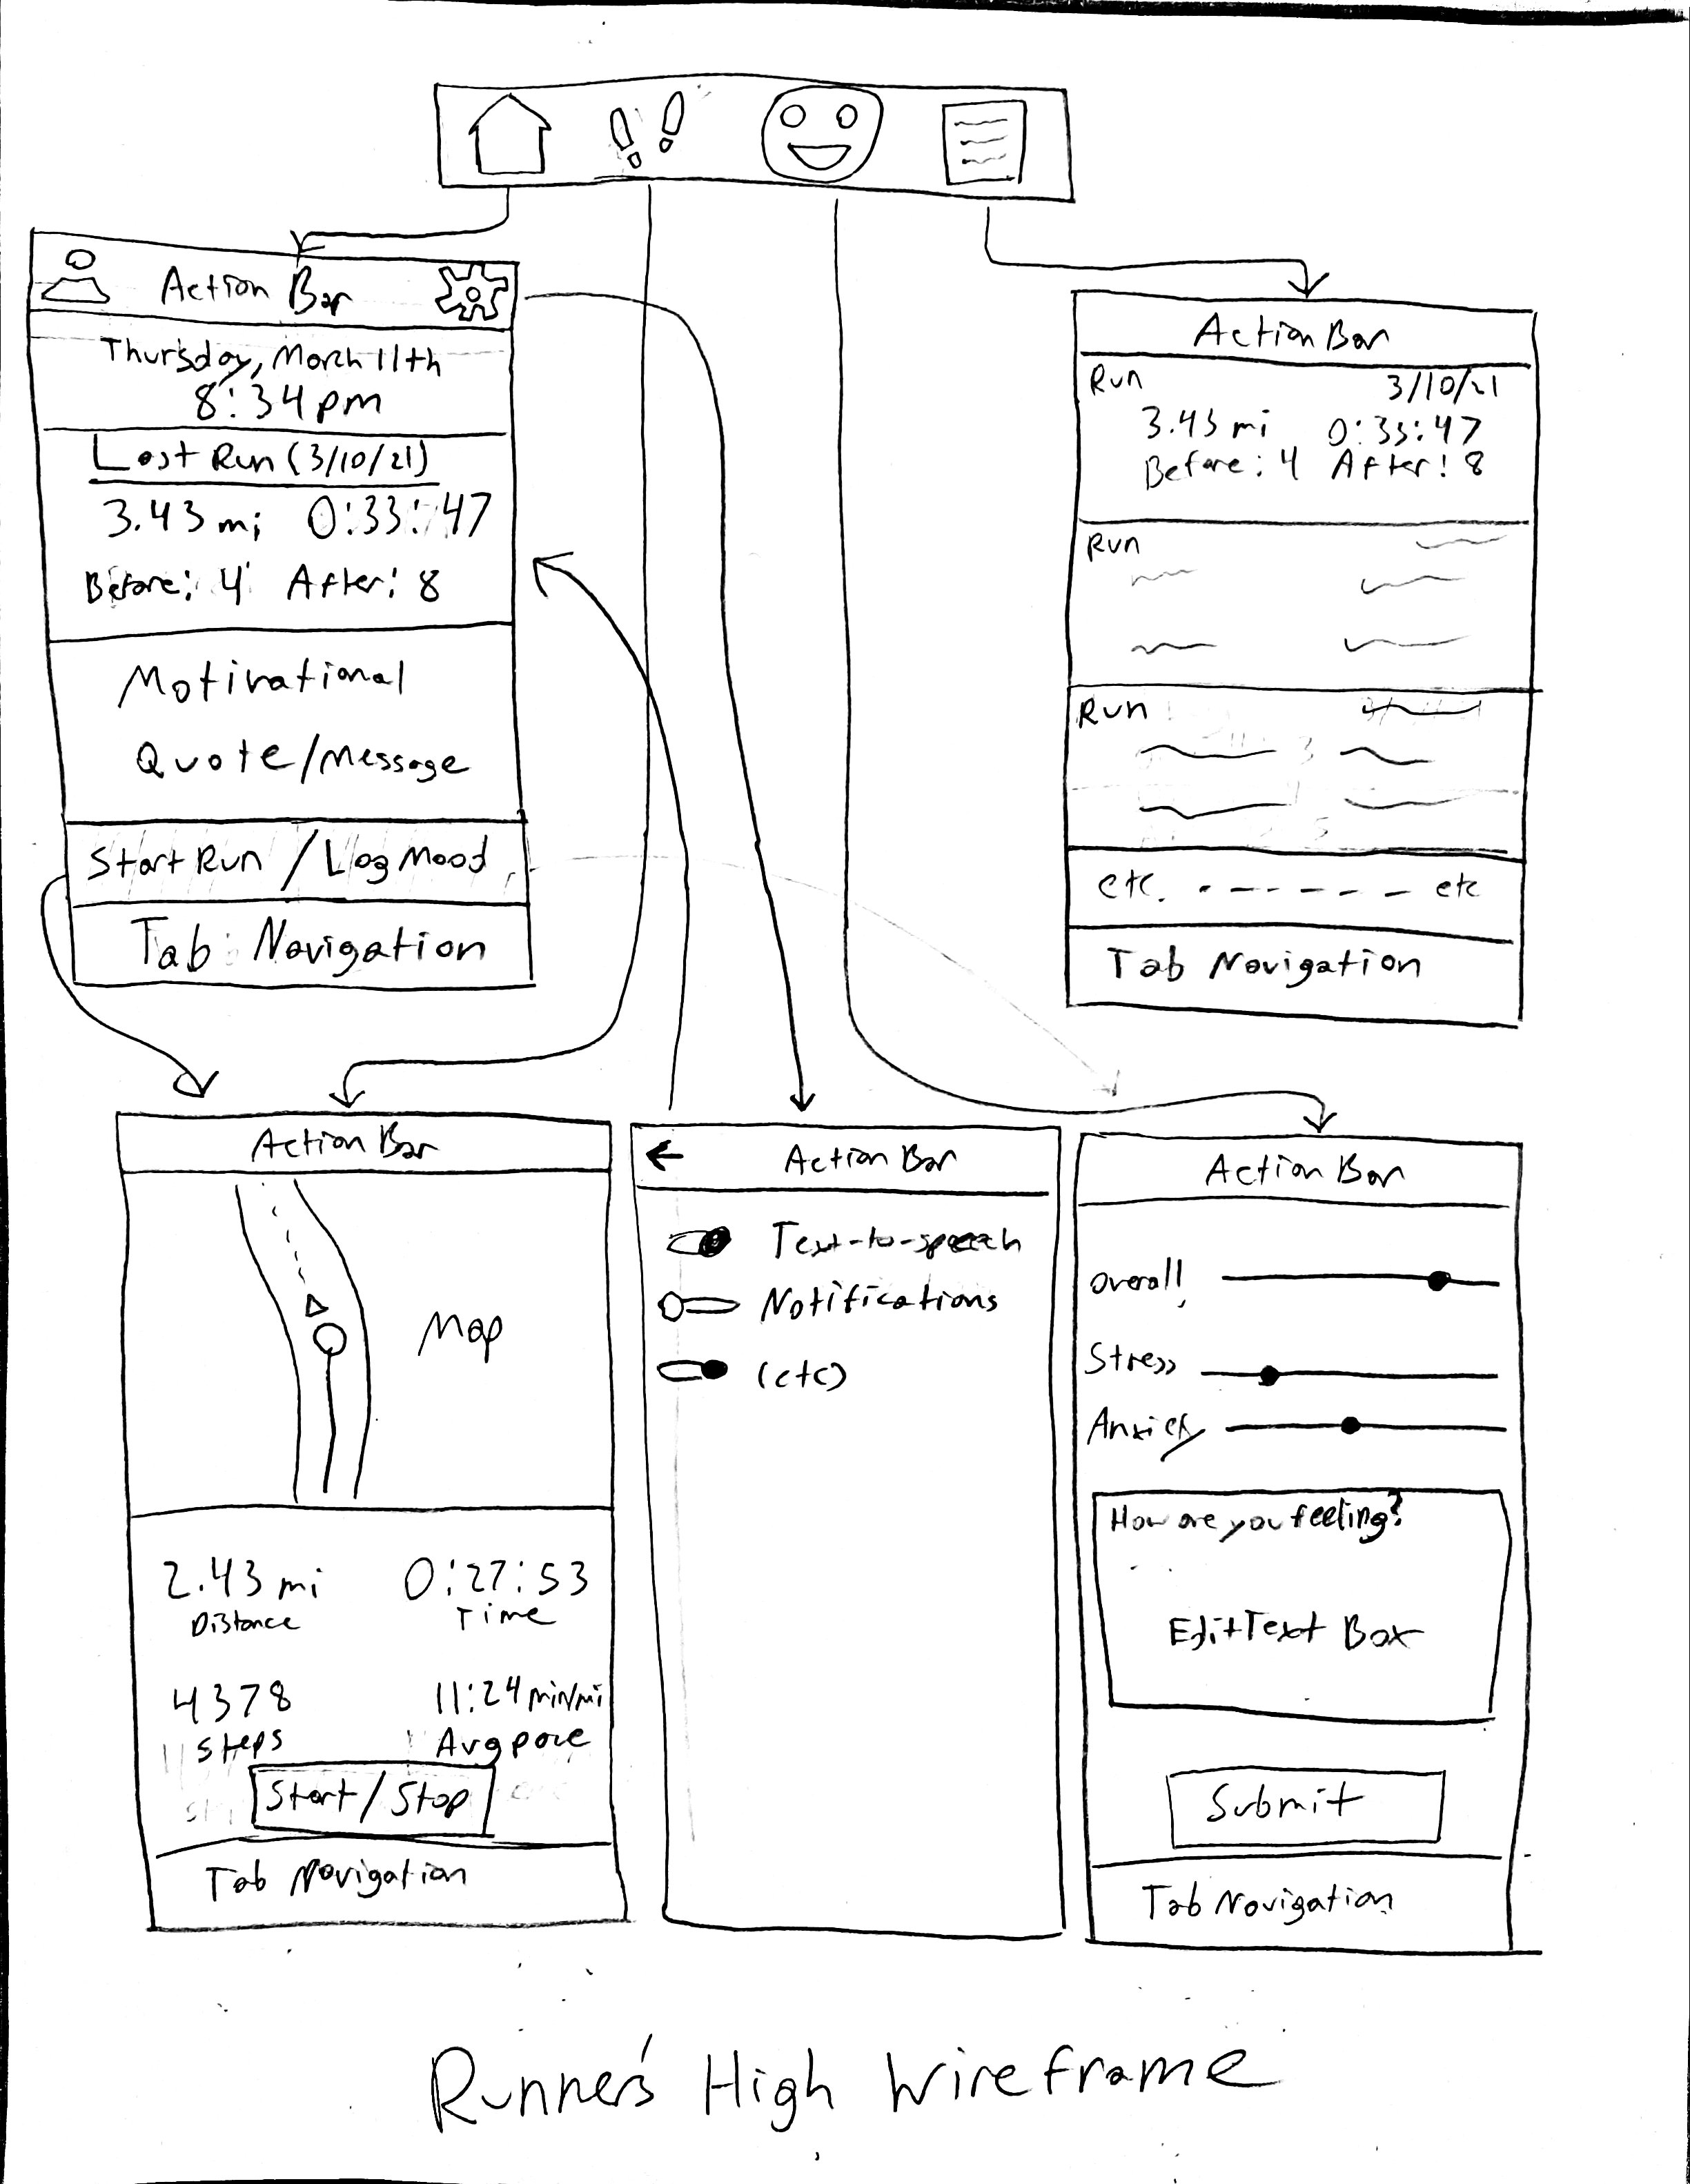 Action Bar
Thursday, March 11th
8:34pm
Last Run (3/10/21)
3.43 mi 0:33:47
Before: 4 After: 8
Motivational
Quote/Message
Start Run / Log Mood
Tab Navigation
Action Bar
Run 3/10/21
3.43 mi 0:33:47
Before: 4 After: 8
Run
Run
etc. - - - - - - etc
Tab Navigation
Action Bar
Map
2.43 mi 0:27:53
Distance Time
4378 11:24 min/mi
Steps Avg pace
Start / Stop
Tab Navigation
← Action Bar
Text-to-speech
Notifications
(etc)
Action Bar
Overall
Stress
Anxiety
How are you feeling?
EditText Box
Submit
Tab Navigation
Runner's High Wireframe